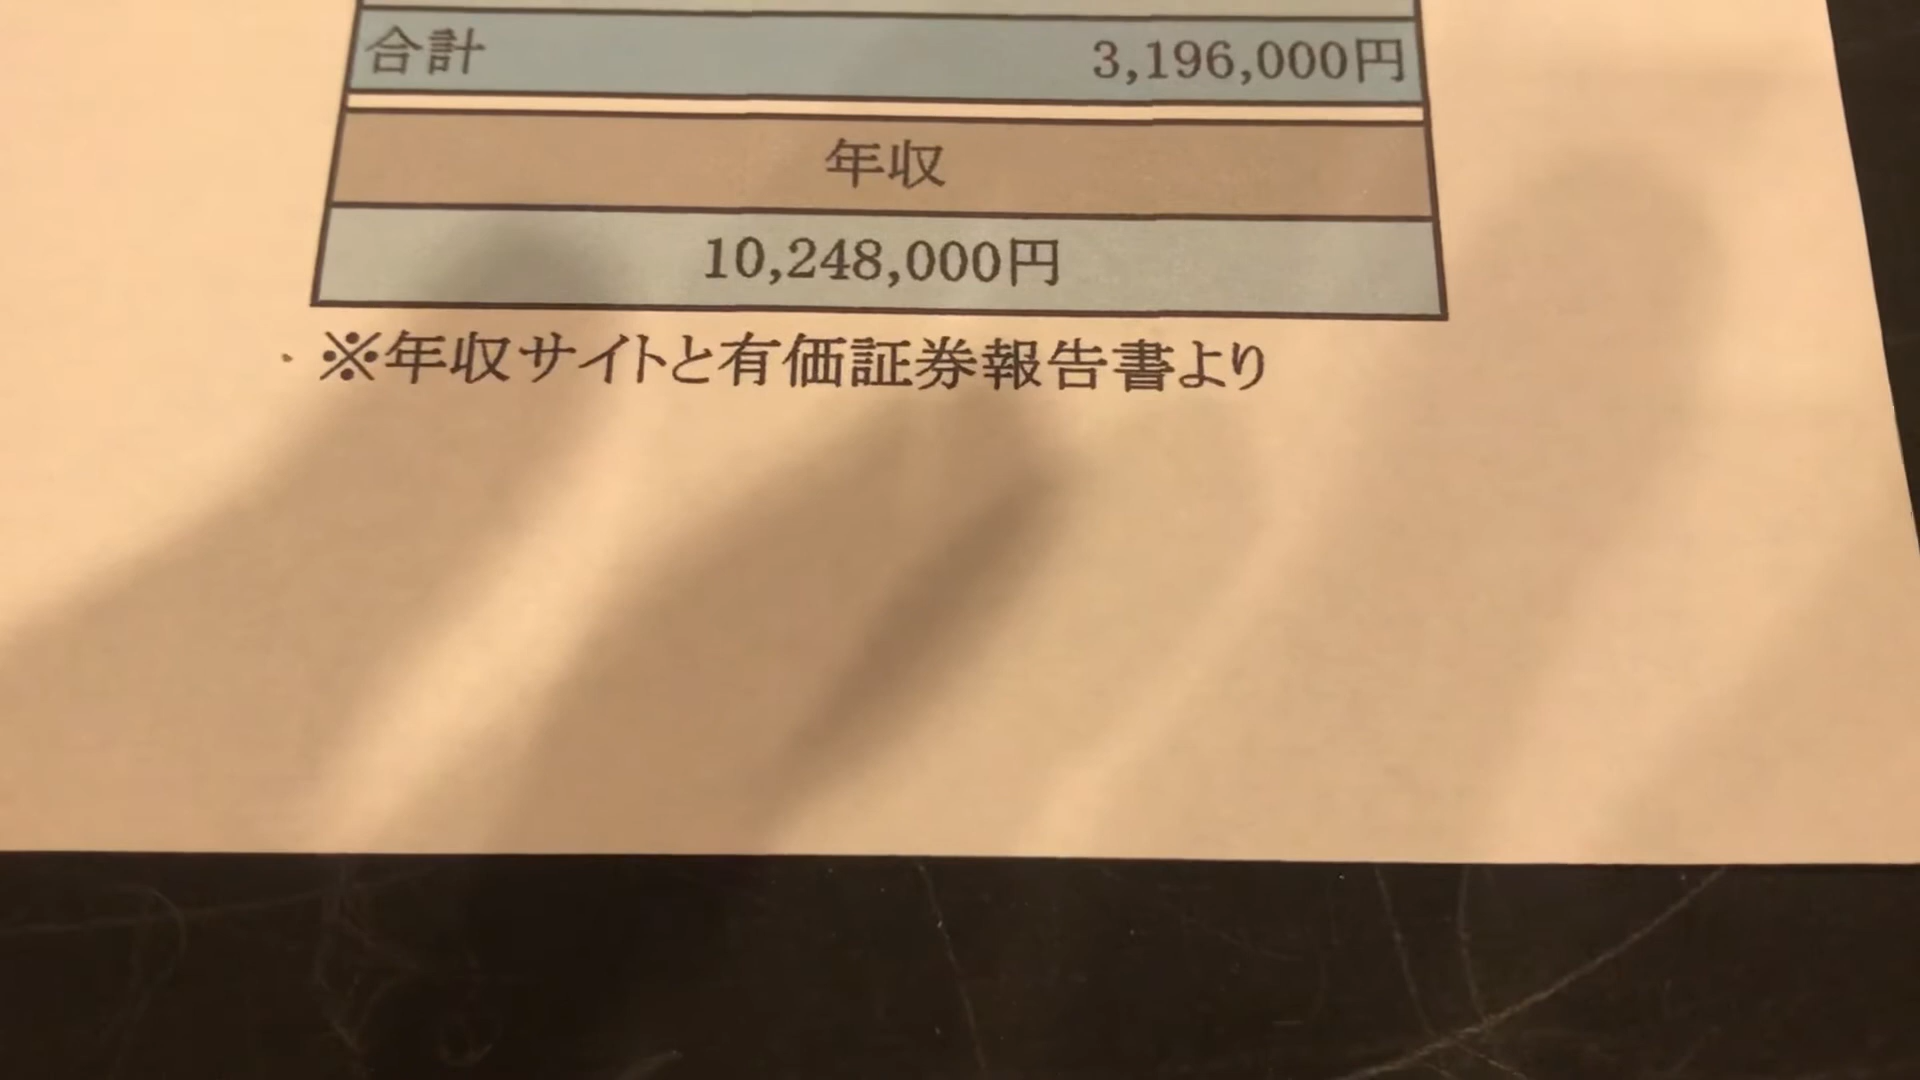 合計 3,196,000円
年収
10,248,000円
※年収サイトと有価証券報告書より